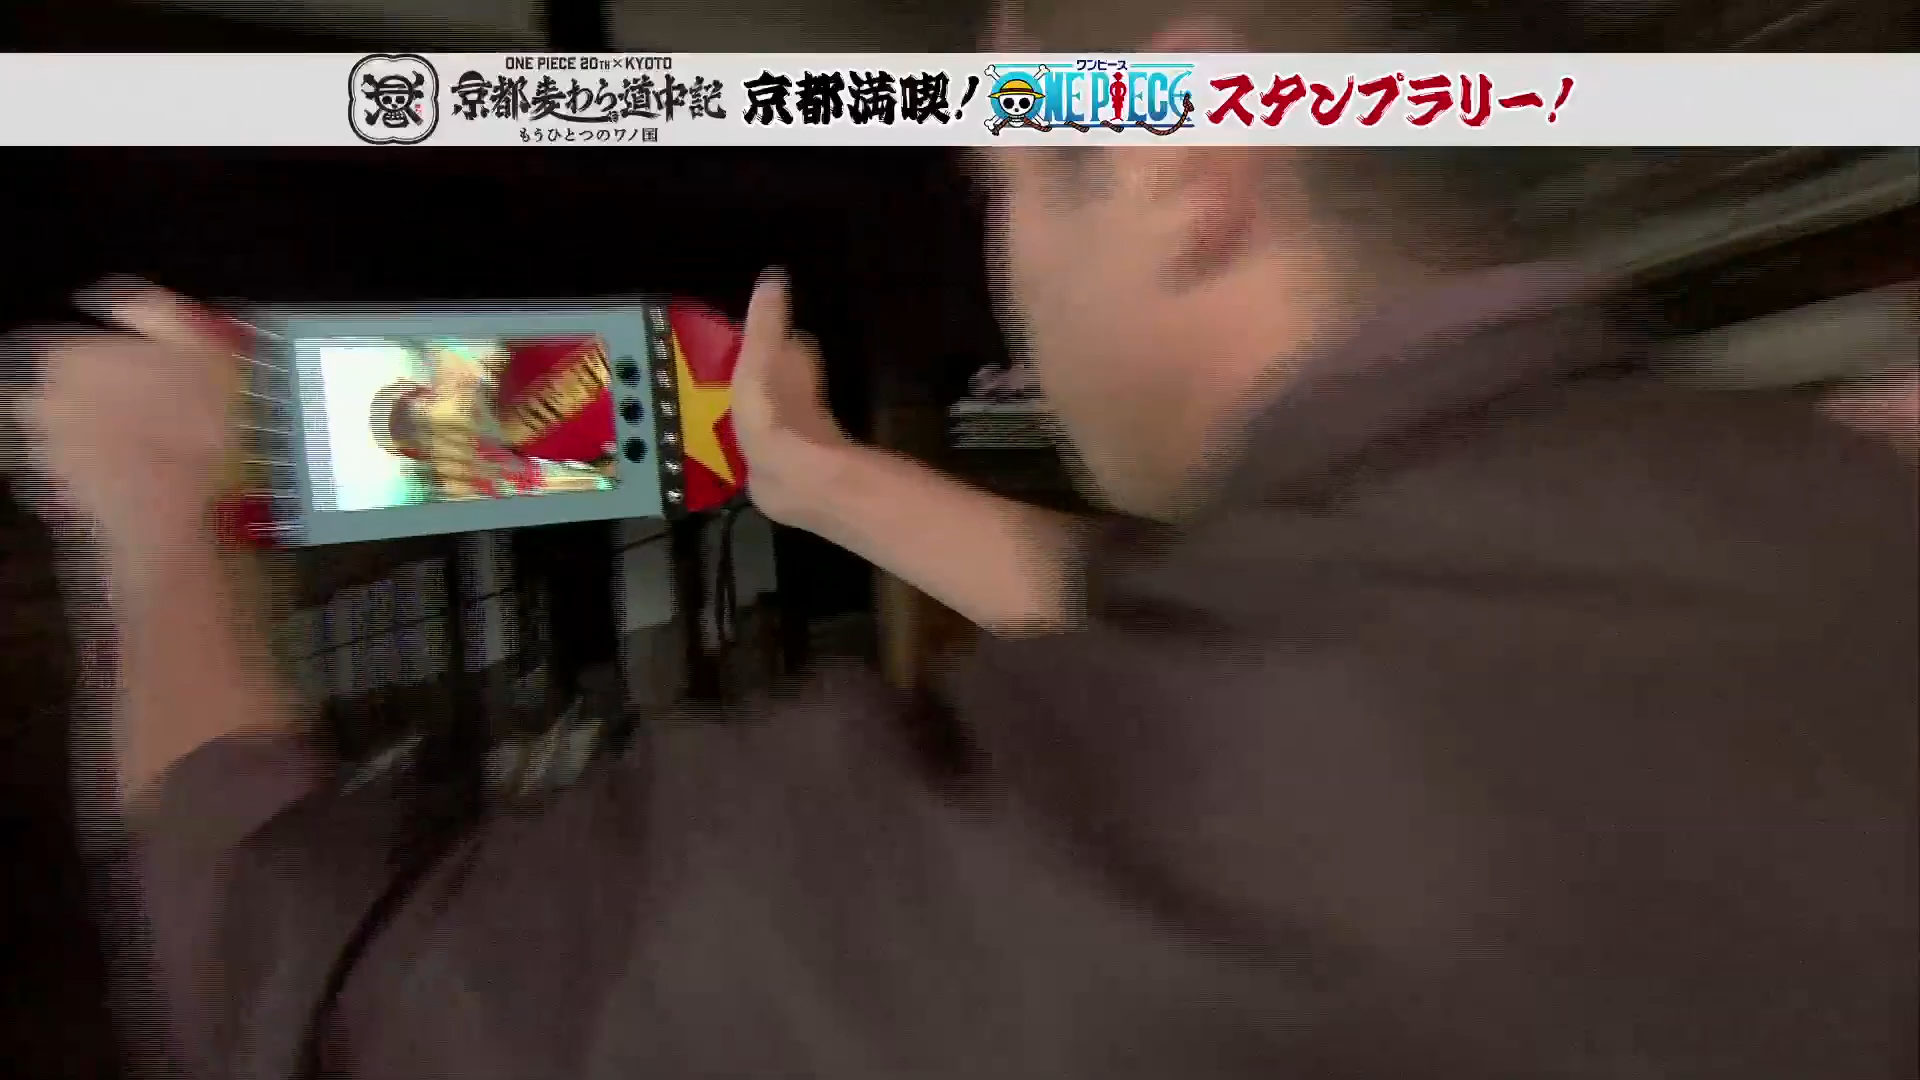 ONE PIECE 20TH×KYOTO
京都麦わら道中記
もうひとつのワノ国
京都満喫!
ワンピース
ONE PIECE
スタンプラリー!